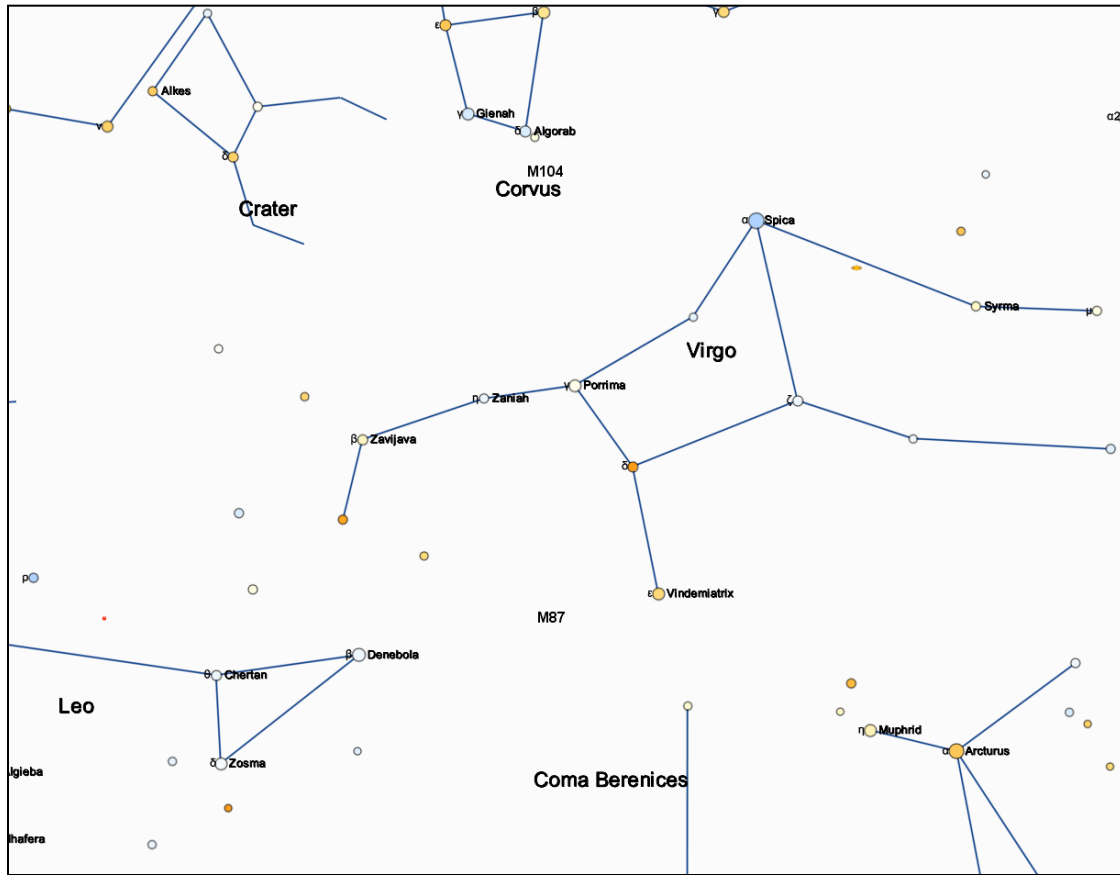 β
γ
ε
Alkes
γ Gienah
α2
ν
δ Algorab
δ
M104
Corvus
Crater
α Spica
Syrma
μ
Virgo
γ Porrima
η Zaniah
ζ
β Zavijava
δ
ρ
ε Vindemiatrix
M87
β Denebola
θ Chertan
Leo
η Muphrid
α Arcturus
δ Zosma
lgieba
Coma Berenices
lhafera